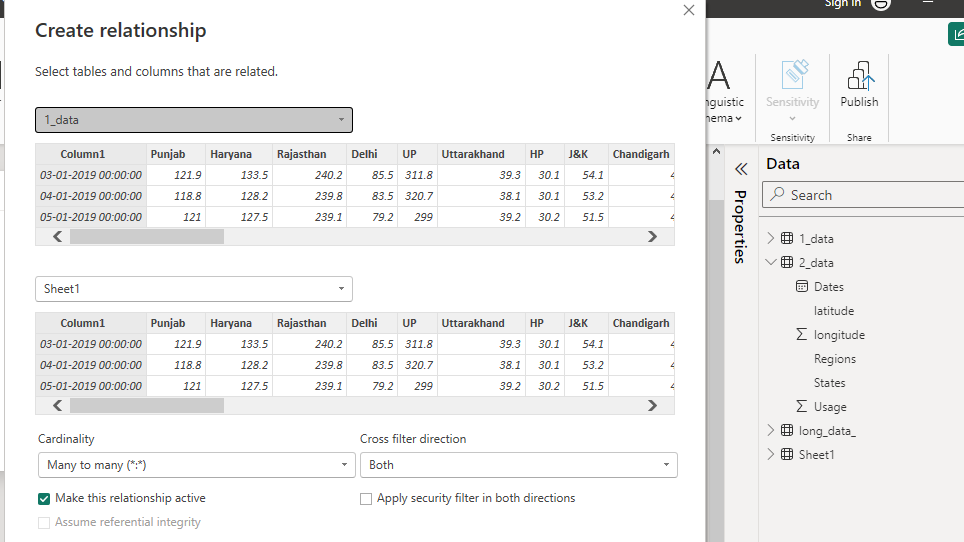 Sign in
Create relationship
Select tables and columns that are related.
1_data
Column1 Punjab Haryana Rajasthan Delhi UP Uttarakhand HP J&K Chandigarh
03-01-2019 00:00:00 121.9 133.5 240.2 85.5 311.8 39.3 30.1 54.1
04-01-2019 00:00:00 118.8 128.2 239.8 83.5 320.7 38.1 30.1 53.2
05-01-2019 00:00:00 121 127.5 239.1 79.2 299 39.2 30.2 51.5
Sheet1
Column1 Punjab Haryana Rajasthan Delhi UP Uttarakhand HP J&K Chandigarh
03-01-2019 00:00:00 121.9 133.5 240.2 85.5 311.8 39.3 30.1 54.1
04-01-2019 00:00:00 118.8 128.2 239.8 83.5 320.7 38.1 30.1 53.2
05-01-2019 00:00:00 121 127.5 239.1 79.2 299 39.2 30.2 51.5
Cardinality
Many to many (*:*)
Cross filter direction
Both
Make this relationship active
Apply security filter in both directions
Assume referential integrity
nguistic
hema
Sensitivity
Sensitivity
Publish
Share
Properties
Data
Search
1_data
2_data
Dates
latitude
longitude
Regions
States
Usage
long_data_
Sheet1